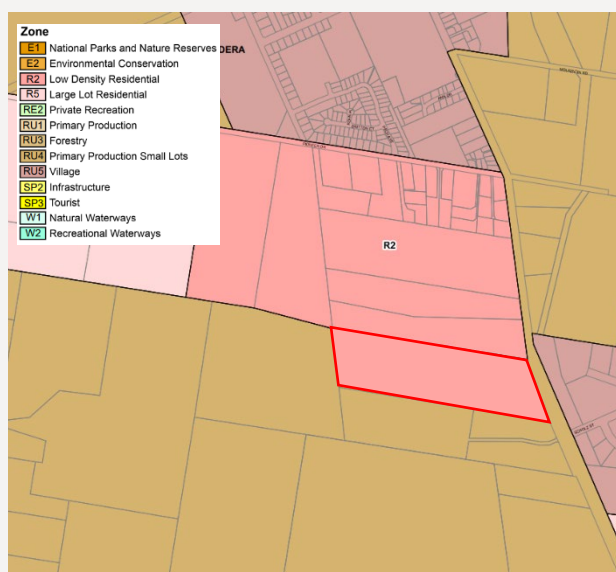 Zone
E1 National Parks and Nature Reserves
E2 Environmental Conservation
R2 Low Density Residential
R5 Large Lot Residential
RE2 Private Recreation
RU1 Primary Production
RU3 Forestry
RU4 Primary Production Small Lots
RU5 Village
SP2 Infrastructure
SP3 Tourist
W1 Natural Waterways
W2 Recreational Waterways
DERA
R2